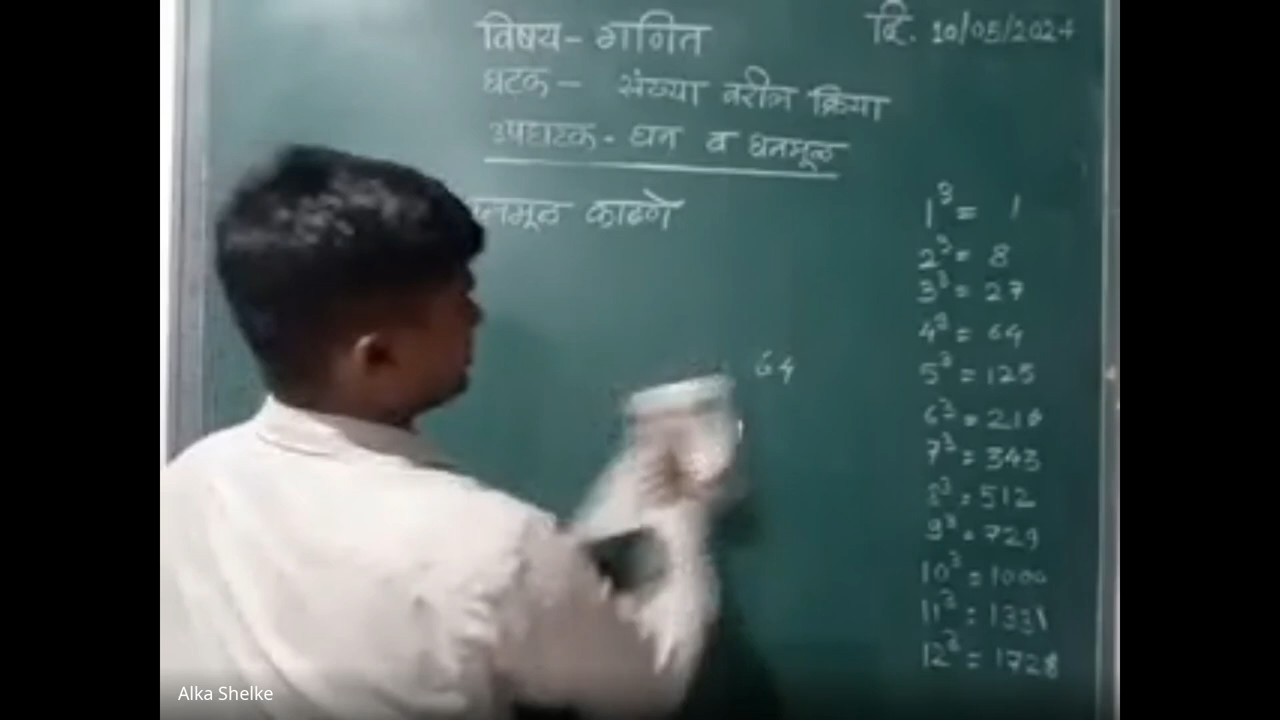 विषय- गणित
दि. 10/05/2024
घटक - संख्या वरील क्रिया
उपघटक- घन व घनमूळ
काढणे
1³ = 1
2³ = 8
3³ = 27
4³ = 64
64
5³ = 125
6³ = 216
7³ = 343
8³ = 512
9³ = 729
10³ = 1000
11³ = 1331
12³ = 1728
Alka Shelke